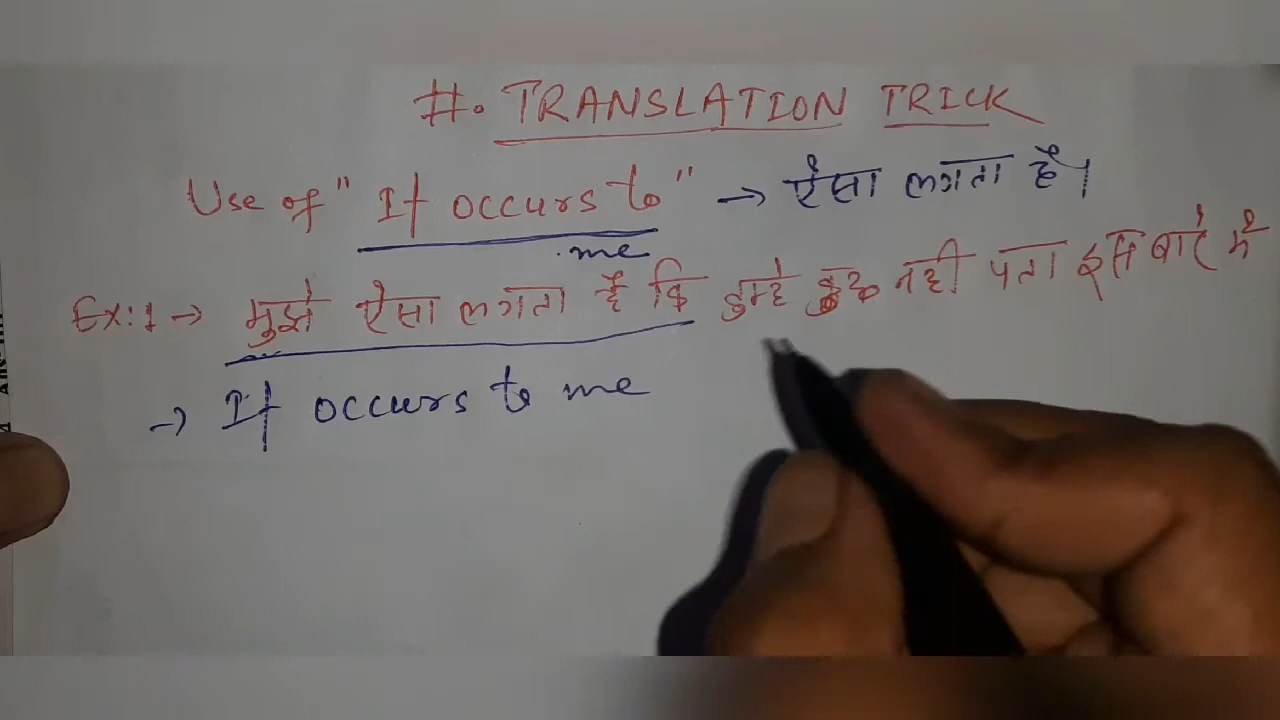 #. TRANSLATION TRICK
Use of "It occurs to" → ऐसा लगता है।
me
Ex:1 → मुझे ऐसा लगता है कि तुम्हे कुछ नही पता इस बारे में
→ It occurs to me